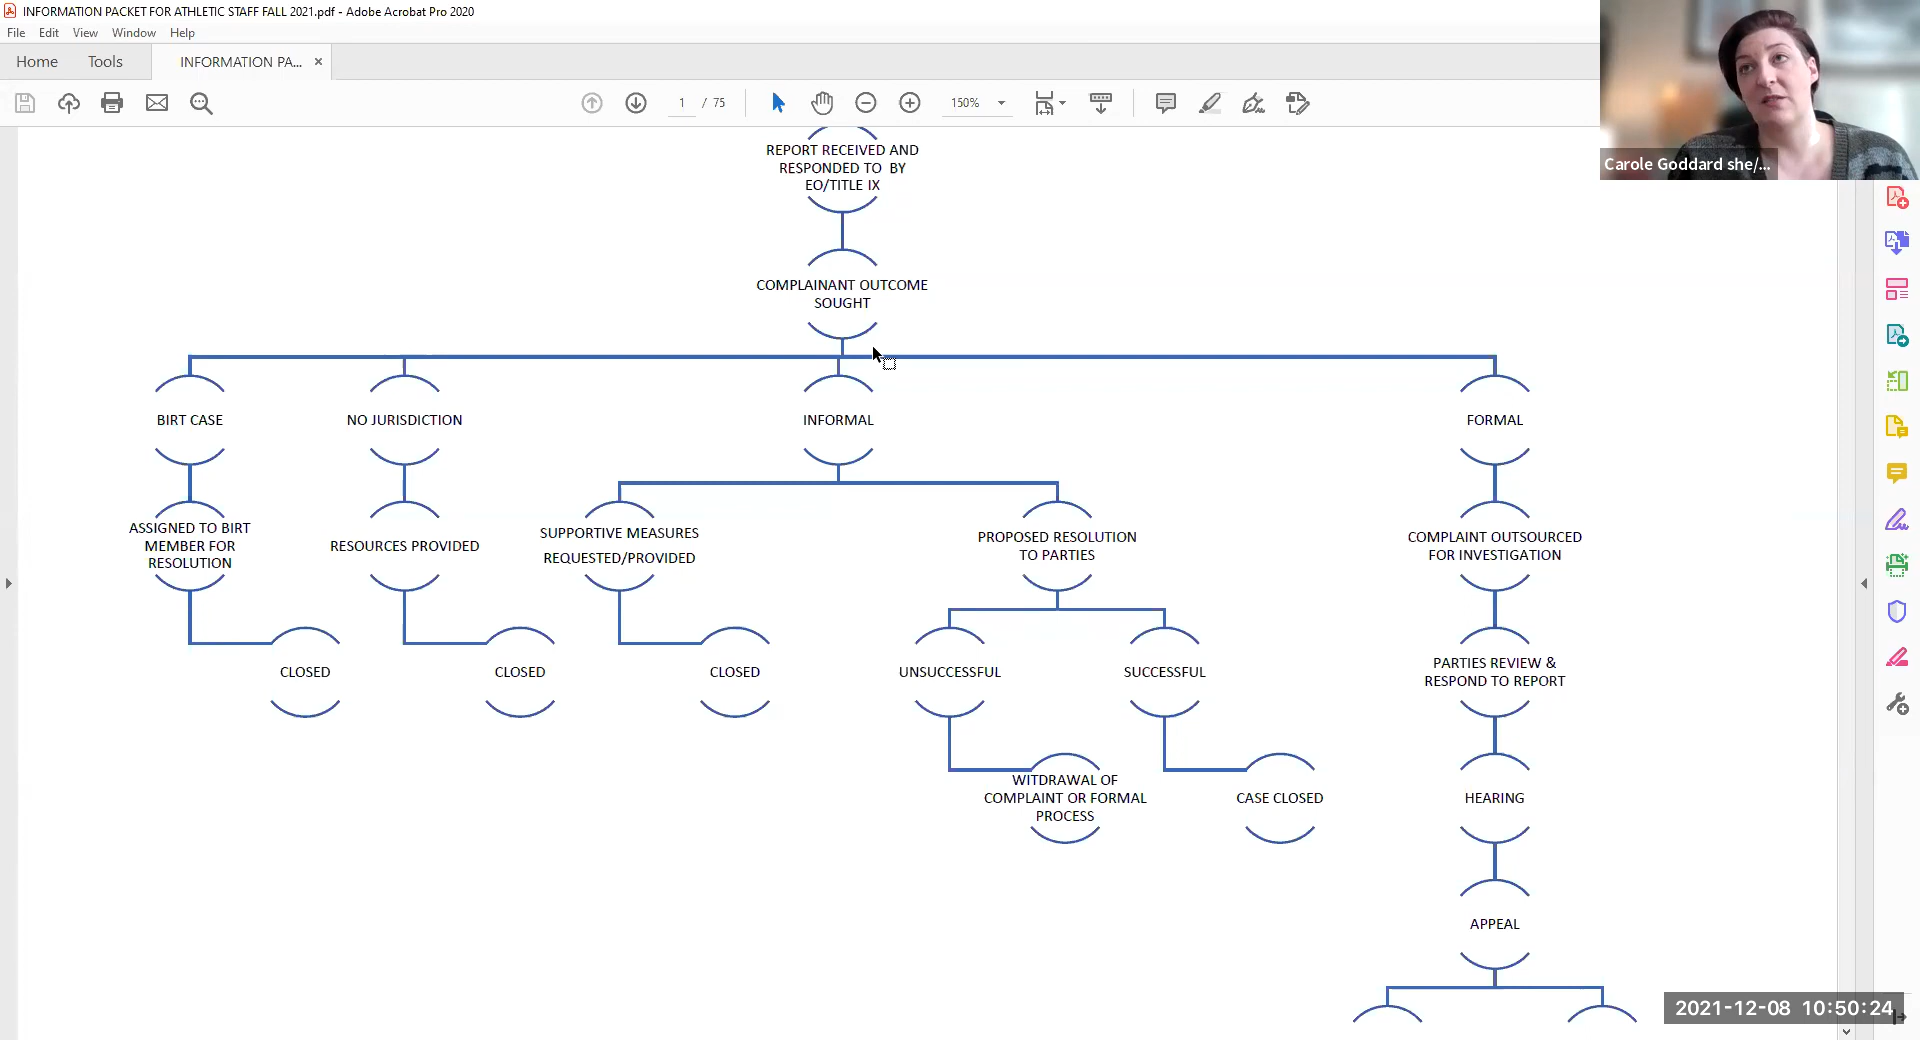 INFORMATION PACKET FOR ATHLETIC STAFF FALL 2021.pdf - Adobe Acrobat Pro 2020
File Edit View Window Help
Home Tools INFORMATION PA... ×
1 / 75 150%
Carole Goddard she/...
REPORT RECEIVED AND
RESPONDED TO BY
EO/TITLE IX
COMPLAINANT OUTCOME
SOUGHT
BIRT CASE
NO JURISDICTION
INFORMAL
FORMAL
ASSIGNED TO BIRT
MEMBER FOR
RESOLUTION
RESOURCES PROVIDED
SUPPORTIVE MEASURES
REQUESTED/PROVIDED
PROPOSED RESOLUTION
TO PARTIES
COMPLAINT OUTSOURCED
FOR INVESTIGATION
CLOSED
CLOSED
CLOSED
UNSUCCESSFUL
SUCCESSFUL
PARTIES REVIEW &
RESPOND TO REPORT
WITDRAWAL OF
COMPLAINT OR FORMAL
PROCESS
CASE CLOSED
HEARING
APPEAL
2021-12-08 10:50:24